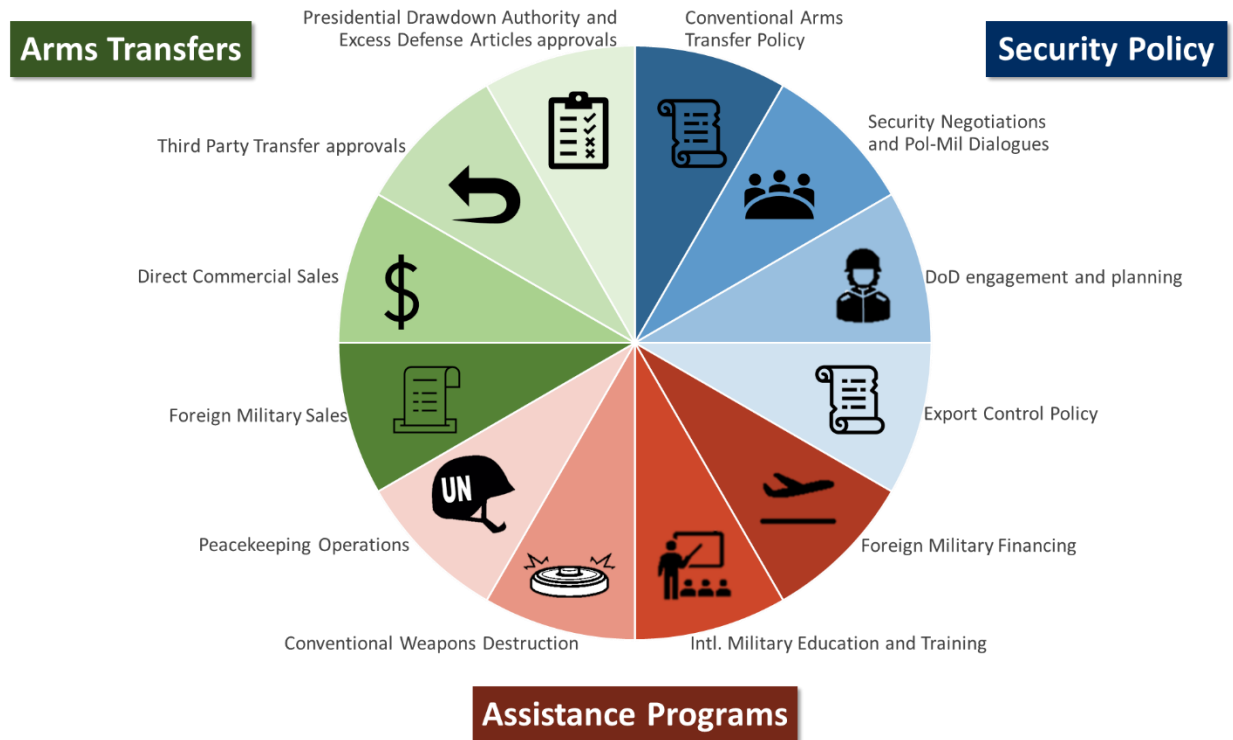 Arms Transfers
Presidential Drawdown Authority and
Excess Defense Articles approvals
Conventional Arms
Transfer Policy
Security Policy
Third Party Transfer approvals
Security Negotiations
and Pol-Mil Dialogues
Direct Commercial Sales
$
DoD engagement and planning
Foreign Military Sales
Export Control Policy
UN
Peacekeeping Operations
Foreign Military Financing
Conventional Weapons Destruction
Intl. Military Education and Training
Assistance Programs